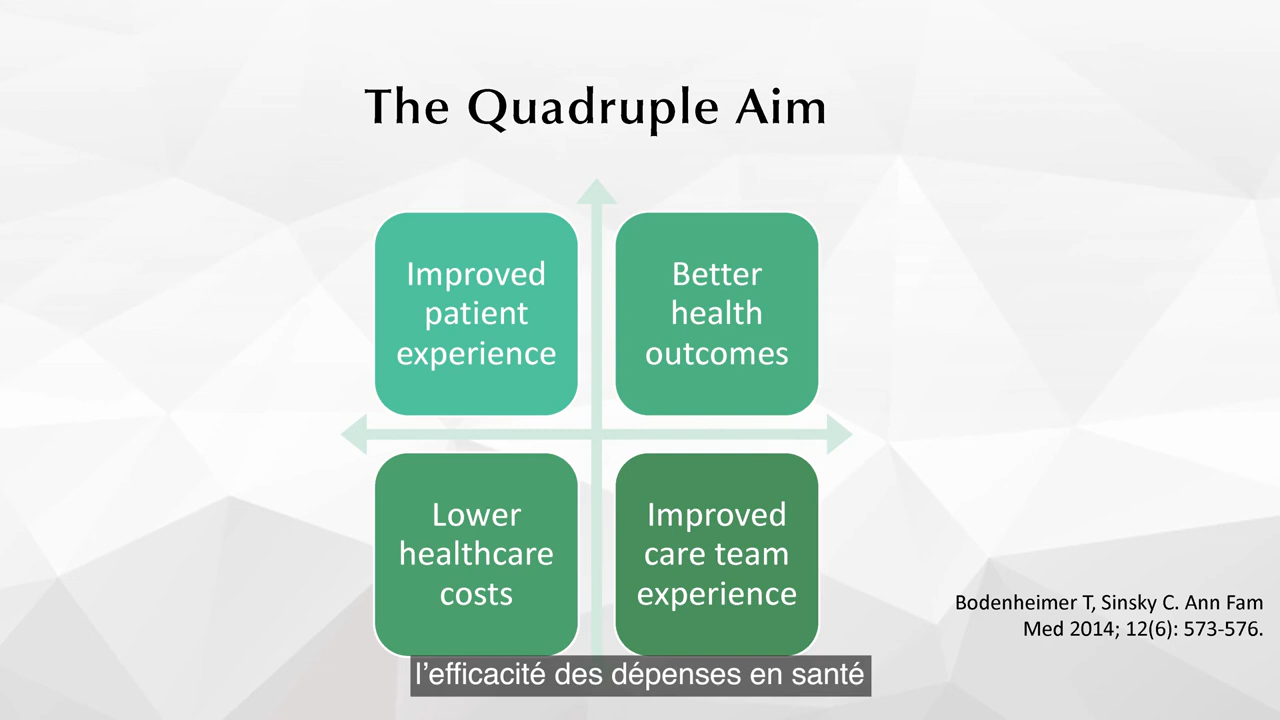 The Quadruple Aim
Improved
patient
experience
Better
health
outcomes
Lower
healthcare
costs
Improved
care team
experience
Bodenheimer T, Sinsky C. Ann Fam
Med 2014; 12(6): 573-576.
l’efficacité des dépenses en santé